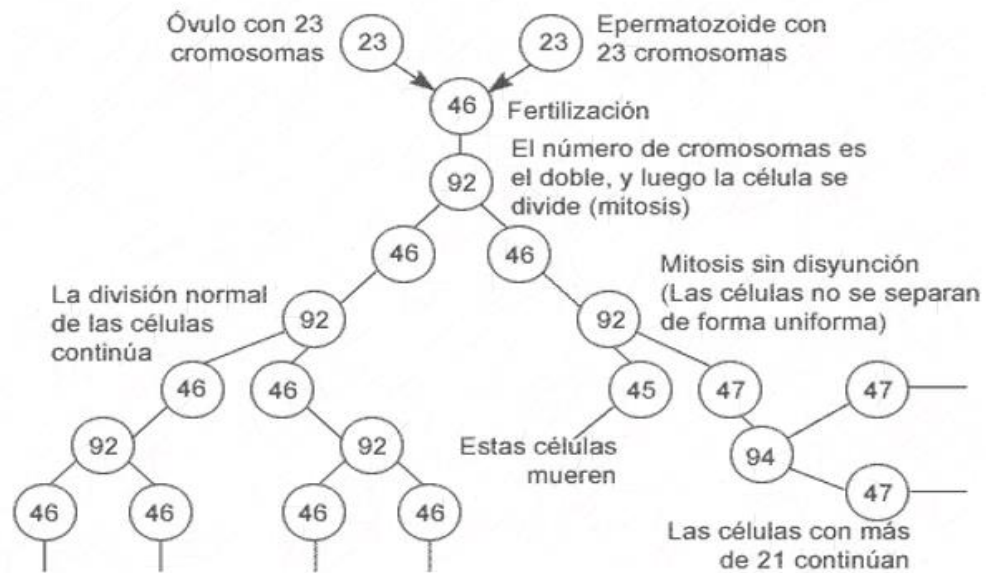 Óvulo con 23
cromosomas
23
23
Epermatozoide con
23 cromosomas
46
Fertilización
92
El número de cromosomas es
el doble, y luego la célula se
divide (mitosis)
46
46
Mitosis sin disyunción
(Las células no se separan
de forma uniforma)
La división normal
de las células
continúa
92
92
46
46
45
47
47
92
92
Estas células
mueren
94
46
46
46
46
47
Las células con más
de 21 continúan